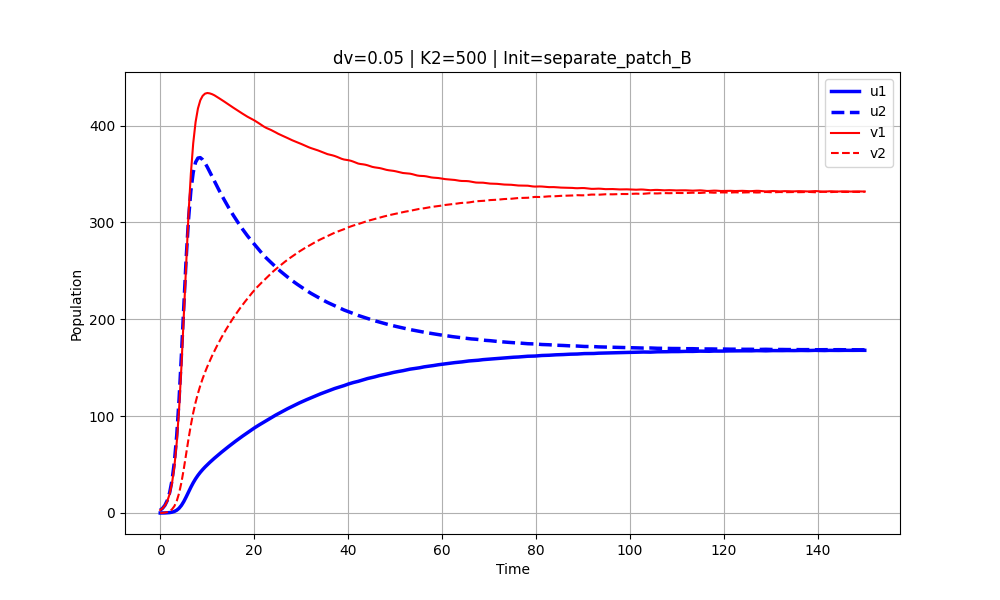 dv=0.05 | K2=500 | Init=separate_patch_B
u1
u2
v1
v2
Population
400
300
200
100
0
0 20 40 60 80 100 120 140
Time